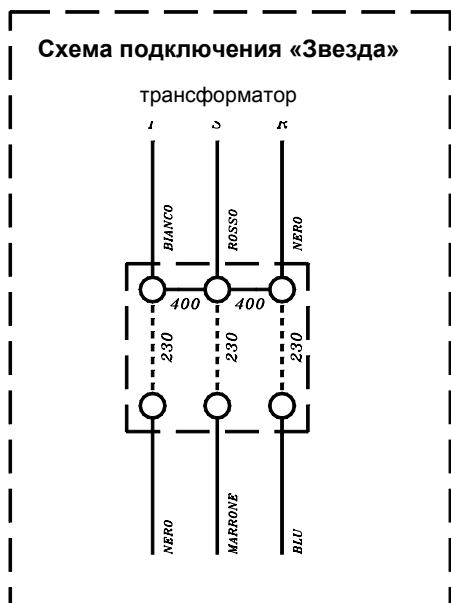 Схема подключения «Звезда»
трансформатор
S R
BIANCO ROSSO NERO
400 400
230 230 230
NERO MARRONE BLU